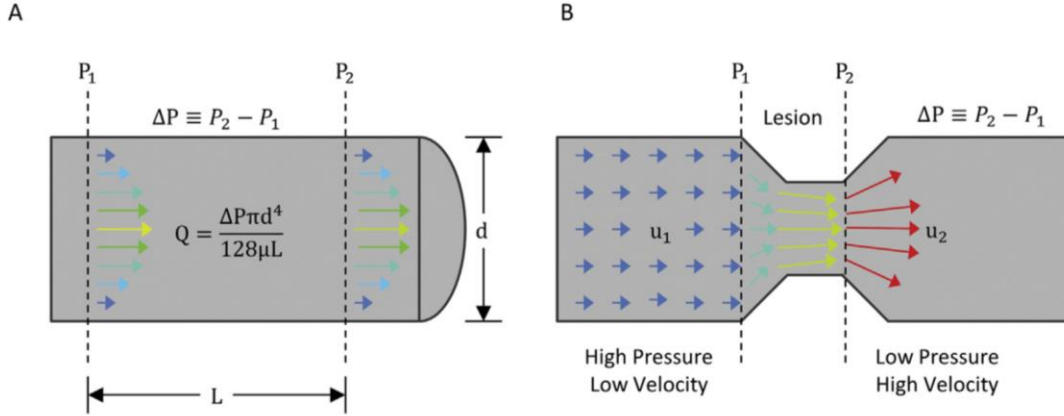 A
P₁
P₂
ΔP ≡ P₂ − P₁
Q = ΔPπd⁴ / 128μL
d
L
B
P₁
P₂
Lesion
ΔP ≡ P₂ − P₁
u₁
u₂
High Pressure
Low Velocity
Low Pressure
High Velocity